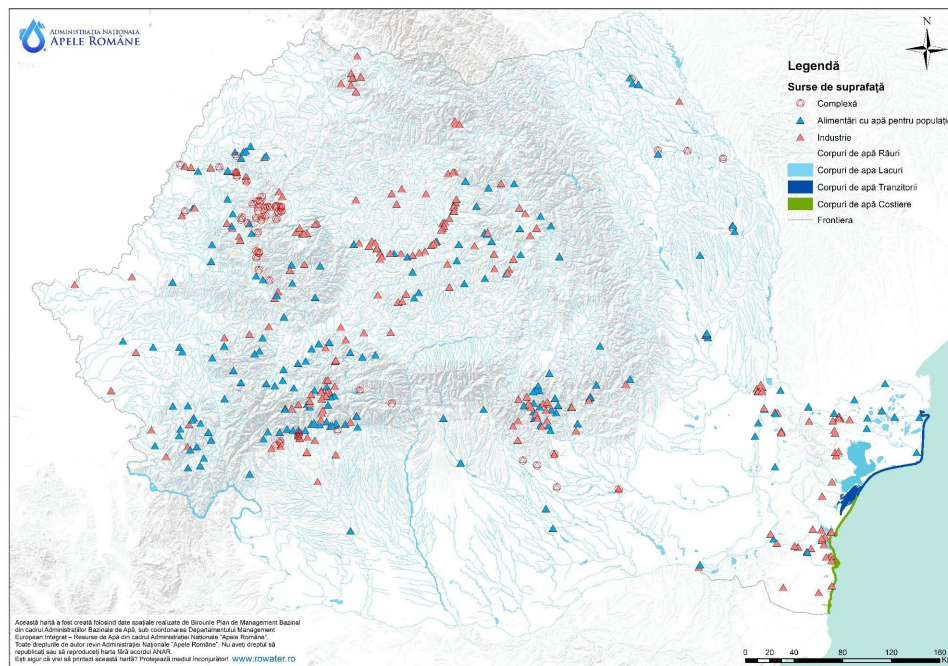 ADMINISTRAȚIA NAȚIONALĂ
APELE ROMÂNE
N
Legendă
Surse de suprafață
Complexă
Alimentări cu apă pentru populați
Industrie
Corpuri de apă Râuri
Corpuri de apa Lacuri
Corpuri de apă Tranzitorii
Corpuri de apă Costiere
Frontiera
Această hartă a fost creată folosind date spațiale realizate de Birourile Plan de Management Bazinal
din cadrul Administrațiilor Bazinale de Apă, sub coordonarea Departamentului Management
European Integrat – Resurse de Apă din cadrul Administrației Naționale "Apele Române".
Toate drepturile de autor revin Administrației Naționale "Apele Române". Nu aveți dreptul să
republicați sau să reproduceți harta fără acordul ANAR.
Ești sigur că vrei să printezi această hartă? Protejează mediul înconjurător! www.rowater.ro
0 20 40 80 120 160